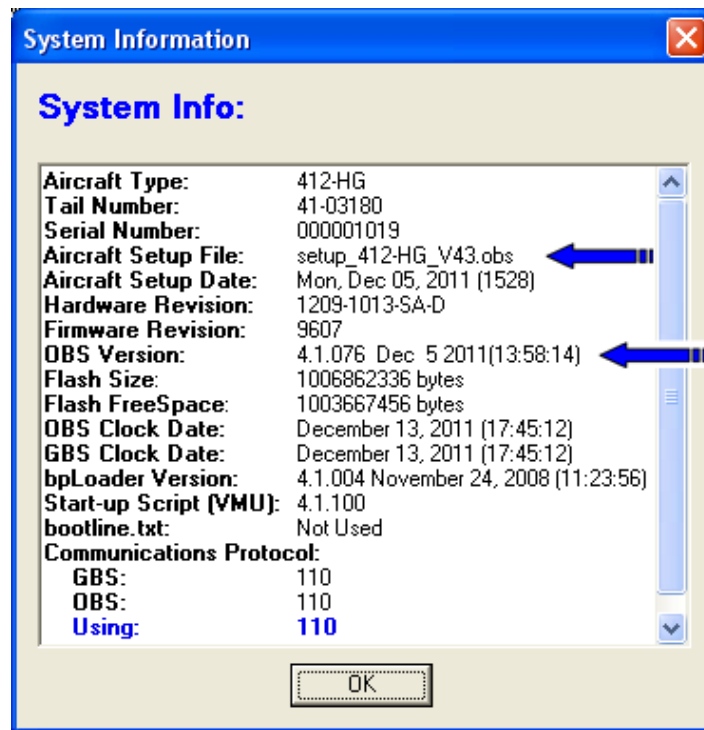 System Information
System Info:
Aircraft Type: 412-HG
Tail Number: 41-03180
Serial Number: 000001019
Aircraft Setup File: setup_412-HG_V43.obs
Aircraft Setup Date: Mon, Dec 05, 2011 (1528)
Hardware Revision: 1209-1013-SA-D
Firmware Revision: 9607
OBS Version: 4.1.076 Dec 5 2011(13:58:14)
Flash Size: 1006862336 bytes
Flash FreeSpace: 1003667456 bytes
OBS Clock Date: December 13, 2011 (17:45:12)
GBS Clock Date: December 13, 2011 (17:45:12)
bpLoader Version: 4.1.004 November 24, 2008 (11:23:56)
Start-up Script (VMU): 4.1.100
bootline.txt: Not Used
Communications Protocol:
GBS: 110
OBS: 110
Using: 110
OK